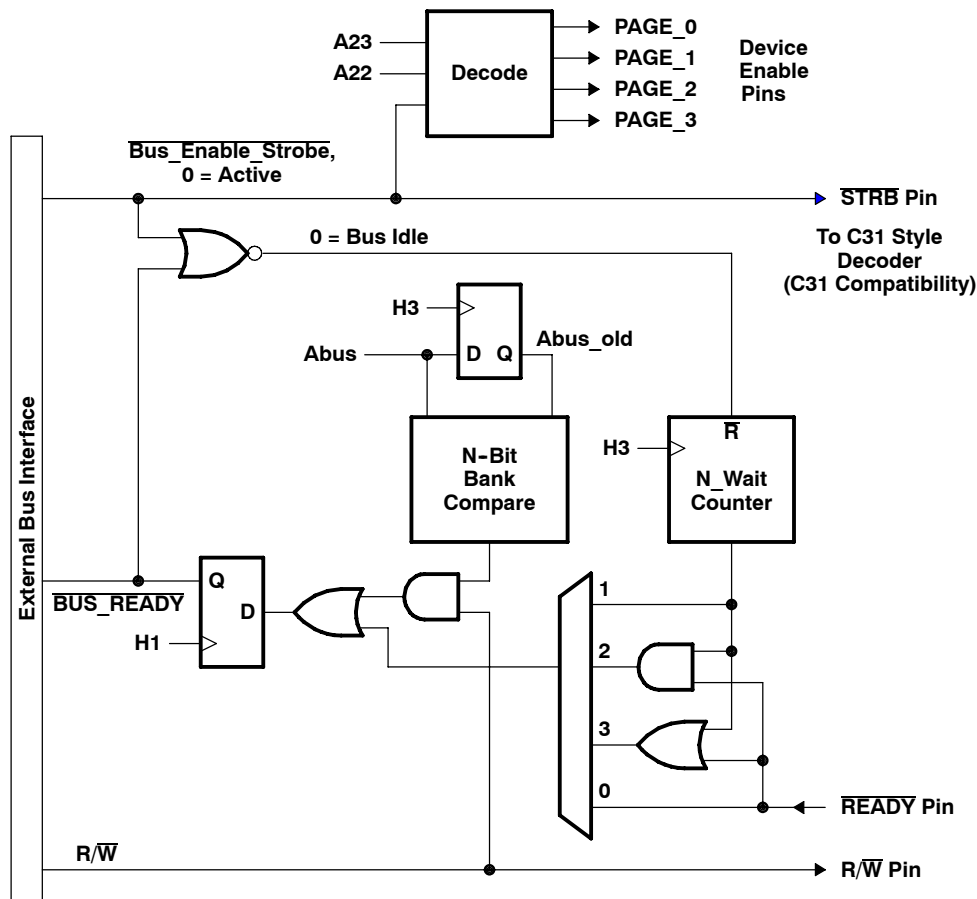 PAGE_0
A23
PAGE_1
Device
Enable
Pins
A22
Decode
PAGE_2
PAGE_3
Bus_Enable_Strobe,
0 = Active
STRB Pin
0 = Bus Idle
To C31 Style
Decoder
(C31 Compatibility)
H3
Abus
D Q
Abus_old
R
H3
N-Bit
Bank
Compare
N_Wait
Counter
External Bus Interface
Q
D
BUS_READY
H1
1
2
3
0
READY Pin
R/W
R/W Pin